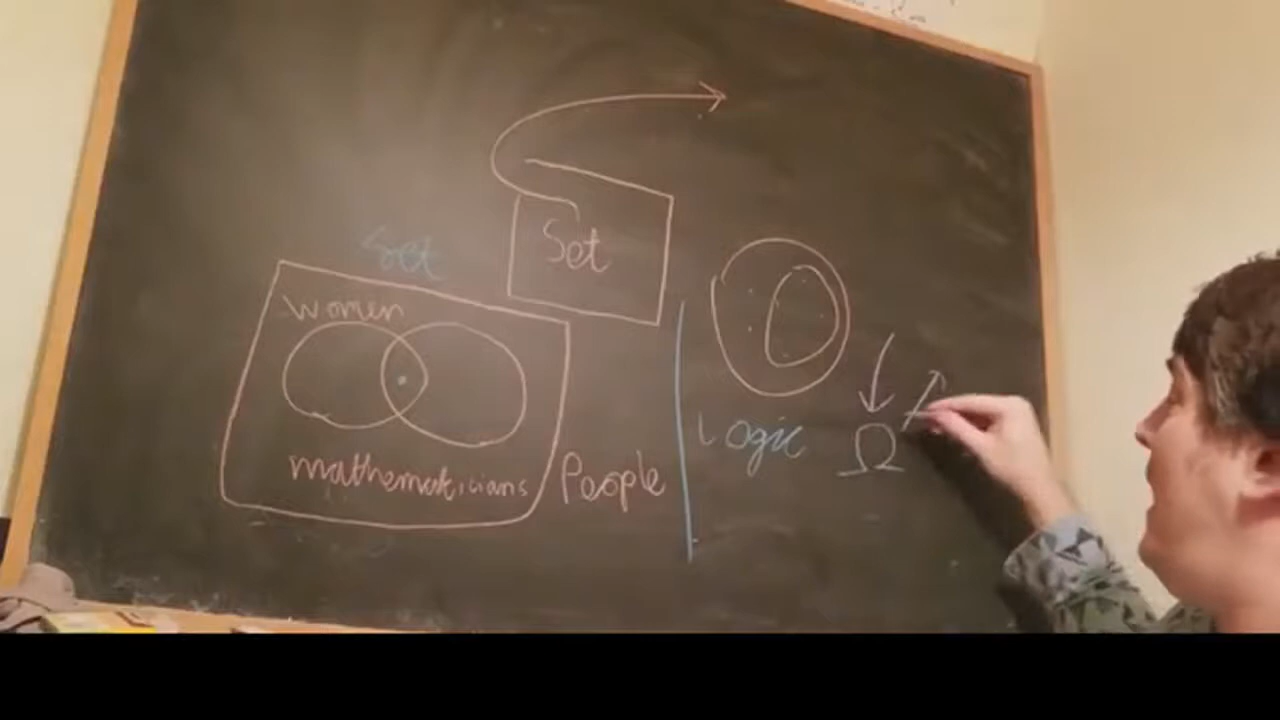 Set
Set
women
mathematicians
People
Logic
Ω